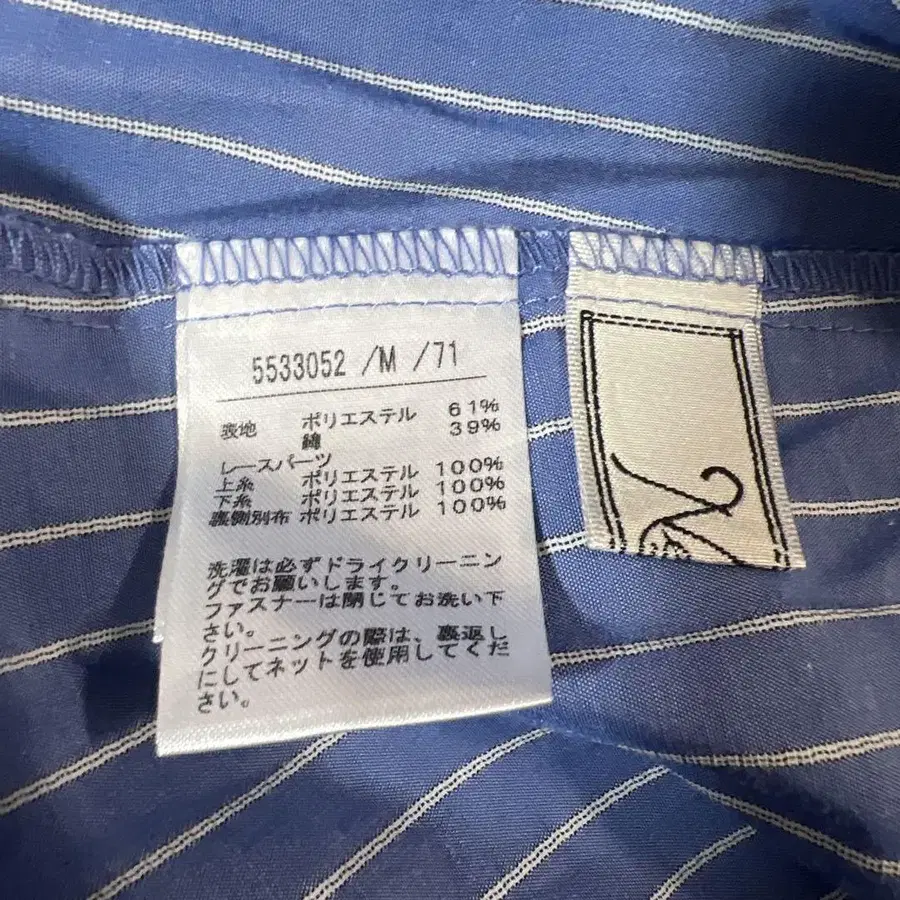 5533052 /M /71
表地 ポリエステル 61%
綿 39%
レースパーツ
上糸 ポリエステル 100%
下糸 ポリエステル 100%
裏側別布 ポリエステル 100%
洗濯は必ずドライクリーニン
グでお願いします。
ファスナーは閉じてお洗い下
さい。
クリーニングの際は、裏返し
にしてネットを使用してくだ
さい。